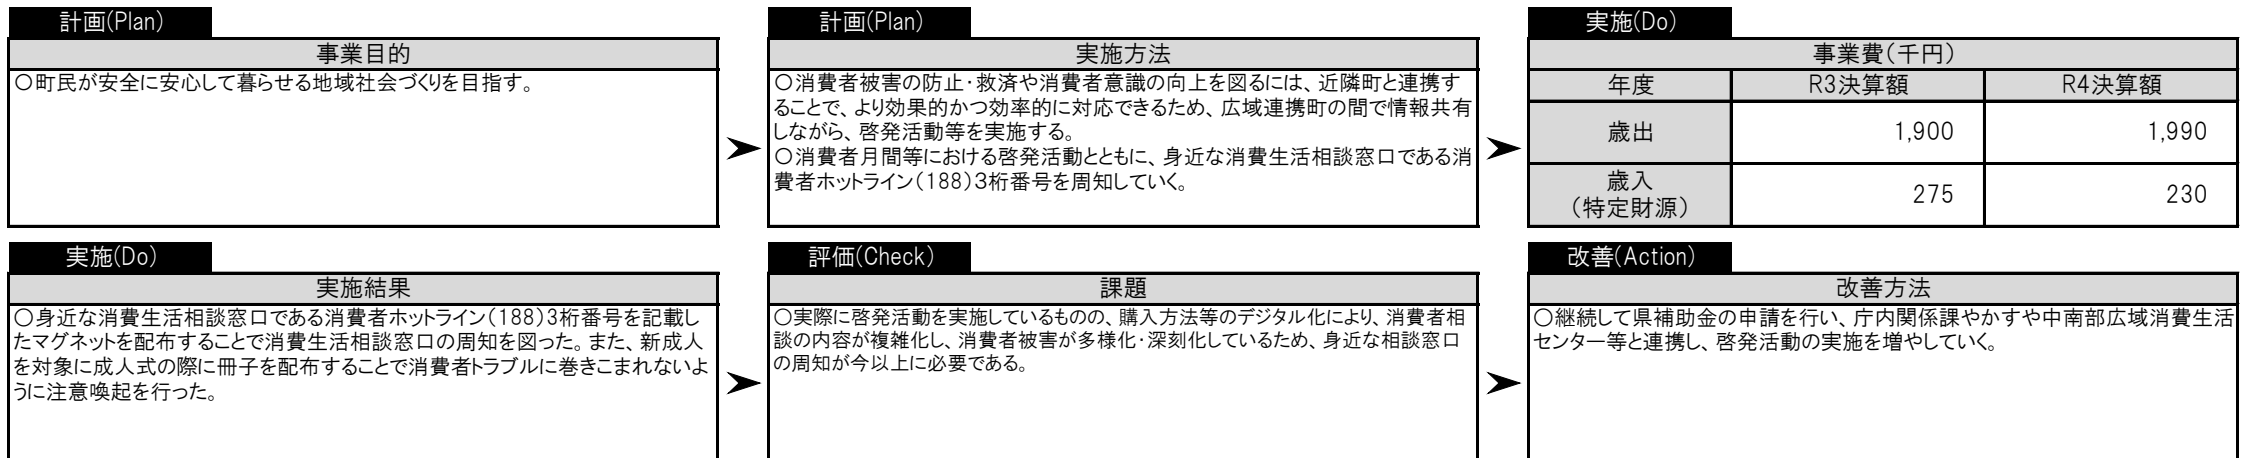 計画(Plan)
事業目的
〇町民が安全に安心して暮らせる地域社会づくりを目指す。
計画(Plan)
実施方法
〇消費者被害の防止・救済や消費者意識の向上を図るには、近隣町と連携す
ることで、より効果的かつ効率的に対応できるため、広域連携町の間で情報共有
しながら、啓発活動等を実施する。
〇消費者月間等における啓発活動とともに、身近な消費生活相談窓口である消
費者ホットライン(188)3桁番号を周知していく。
実施(Do)
事業費(千円)
年度 R3決算額 R4決算額
歳出 1,900 1,990
歳入
(特定財源) 275 230
実施(Do)
実施結果
〇身近な消費生活相談窓口である消費者ホットライン(188)3桁番号を記載し
たマグネットを配布することで消費生活相談窓口の周知を図った。また、新成人
を対象に成人式の際に冊子を配布することで消費者トラブルに巻きこまれないよ
うに注意喚起を行った。
評価(Check)
課題
〇実際に啓発活動を実施しているものの、購入方法等のデジタル化により、消費者相
談の内容が複雑化し、消費者被害が多様化・深刻化しているため、身近な相談窓口
の周知が今以上に必要である。
改善(Action)
改善方法
〇継続して県補助金の申請を行い、庁内関係課やかすや中南部広域消費生活
センター等と連携し、啓発活動の実施を増やしていく。